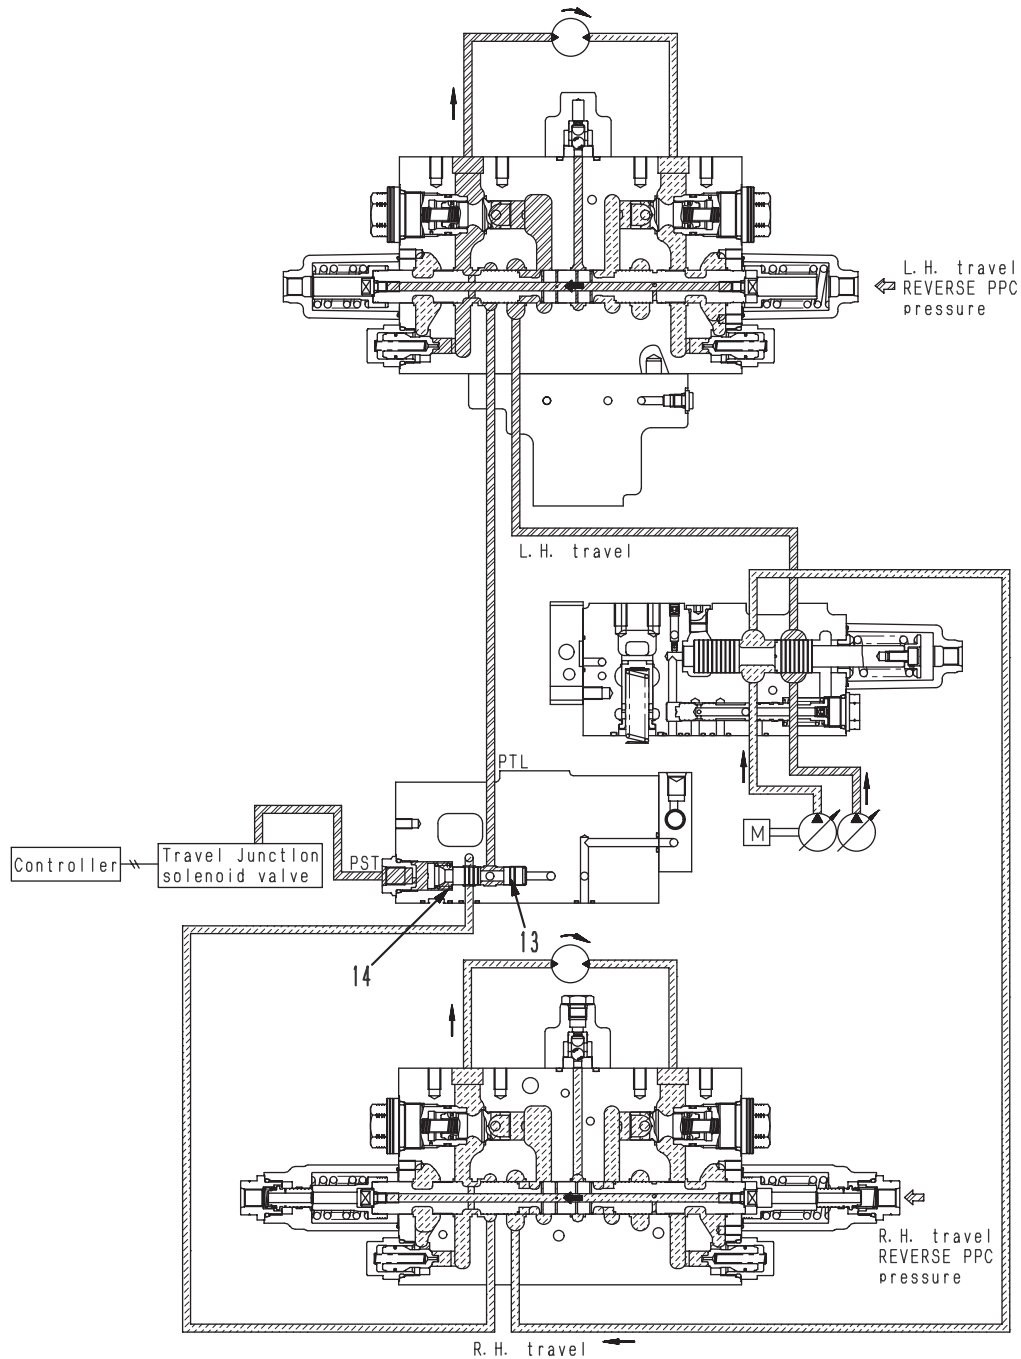 L.H. travel
REVERSE PPC
pressure
L.H. travel
PTL
M
Controller
Travel Junction
solenoid valve
PST
13
14
R.H. travel
REVERSE PPC
pressure
R.H. travel